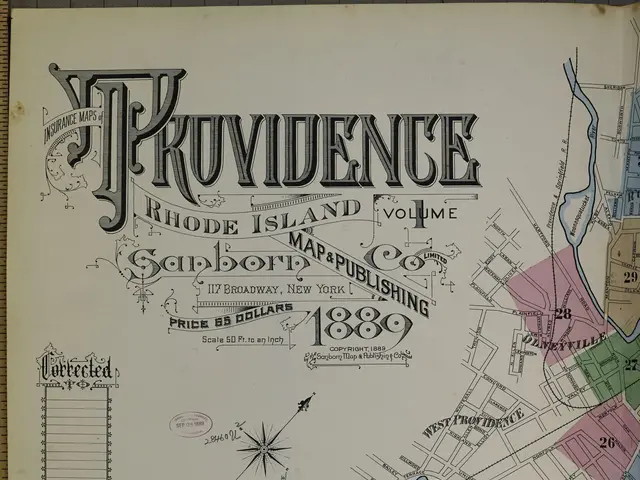 INSURANCE MAPS of
PROVIDENCE
RHODE ISLAND
VOLUME 1
Sanborn MAP & PUBLISHING Co LIMITED
117 BROADWAY, NEW YORK
PRICE 65 DOLLARS
1889
Scale 50 Ft. to an Inch
COPYRIGHT, 1889
Sanborn Map & Publish'g Co
Corrected
TO
28
OLNEYVILLE
29
27
WEST PROVIDENCE
26